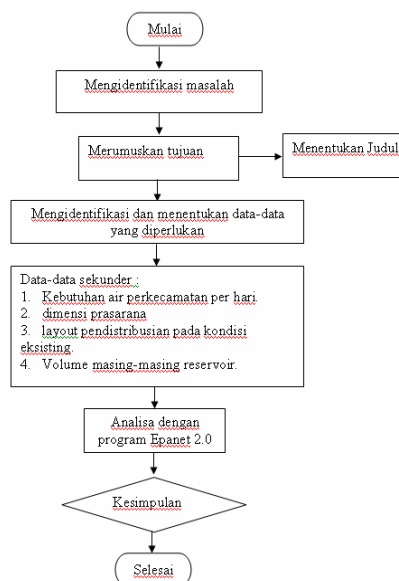 Mulai
Mengidentifikasi masalah
Merumuskan tujuan
Menentukan Judul
Mengidentifikasi dan menentukan data-data
yang diperlukan
Data-data sekunder :
1. Kebutuhan air perkecamatan per hari.
2. dimensi prasarana
3. layout pendistribusian pada kondisi
eksisting.
4. Volume masing-masing reservoir.
Analisa dengan
program Epanet 2.0
Kesimpulan
Selesai